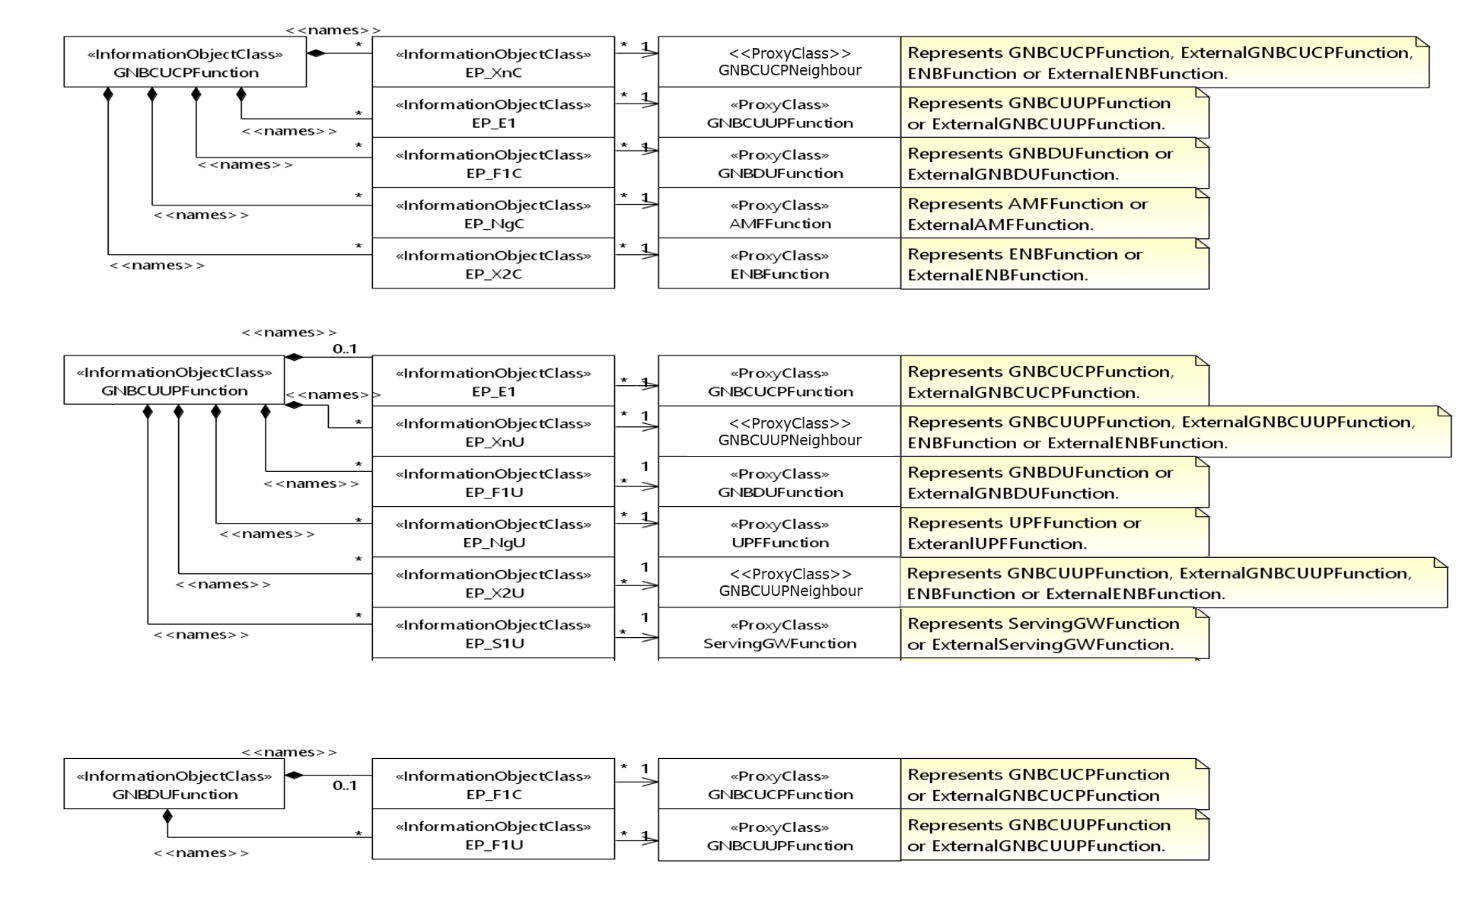 <<names>>
«InformationObjectClass»
GNBCUCPFunction
*
«InformationObjectClass»
EP_XnC
* 1
<<ProxyClass>>
GNBCUCPNeighbour
Represents GNBCUCPFunction, ExternalGNBCUCPFunction,
ENBFunction or ExternalENBFunction.
<<names>>
*
«InformationObjectClass»
EP_E1
* 1
«ProxyClass»
GNBCUUPFunction
Represents GNBCUUPFunction
or ExternalGNBCUUPFunction.
<<names>>
*
«InformationObjectClass»
EP_F1C
* 1
«ProxyClass»
GNBDUFunction
Represents GNBDUFunction or
ExternalGNBDUFunction.
<<names>>
*
«InformationObjectClass»
EP_NgC
* 1
«ProxyClass»
AMFFunction
Represents AMFFunction or
ExternalAMFFunction.
<<names>>
*
«InformationObjectClass»
EP_X2C
* 1
«ProxyClass»
ENBFunction
Represents ENBFunction or
ExternalENBFunction.
<<names>>
0..1
«InformationObjectClass»
GNBCUUPFunction
«InformationObjectClass»
EP_E1
* 1
«ProxyClass»
GNBCUCPFunction
Represents GNBCUCPFunction,
ExternalGNBCUCPFunction.
<<names>>
*
«InformationObjectClass»
EP_XnU
* 1
<<ProxyClass>>
GNBCUUPNeighbour
Represents GNBCUUPFunction, ExternalGNBCUUPFunction,
ENBFunction or ExternalENBFunction.
*
<<names>>
«InformationObjectClass»
EP_F1U
* 1
«ProxyClass»
GNBDUFunction
Represents GNBDUFunction or
ExternalGNBDUFunction.
*
<<names>>
«InformationObjectClass»
EP_NgU
* 1
«ProxyClass»
UPFFunction
Represents UPFFunction or
ExteranlUPFFunction.
*
<<names>>
«InformationObjectClass»
EP_X2U
* 1
<<ProxyClass>>
GNBCUUPNeighbour
Represents GNBCUUPFunction, ExternalGNBCUUPFunction,
ENBFunction or ExternalENBFunction.
*
<<names>>
«InformationObjectClass»
EP_S1U
* 1
«ProxyClass»
ServingGWFunction
Represents ServingGWFunction
or ExternalServingGWFunction.
<<names>>
«InformationObjectClass»
GNBDUFunction
0..1
«InformationObjectClass»
EP_F1C
* 1
«ProxyClass»
GNBCUCPFunction
Represents GNBCUCPFunction
or ExternalGNBCUCPFunction
<<names>>
*
«InformationObjectClass»
EP_F1U
* 1
«ProxyClass»
GNBCUUPFunction
Represents GNBCUUPFunction
or ExternalGNBCUUPFunction.